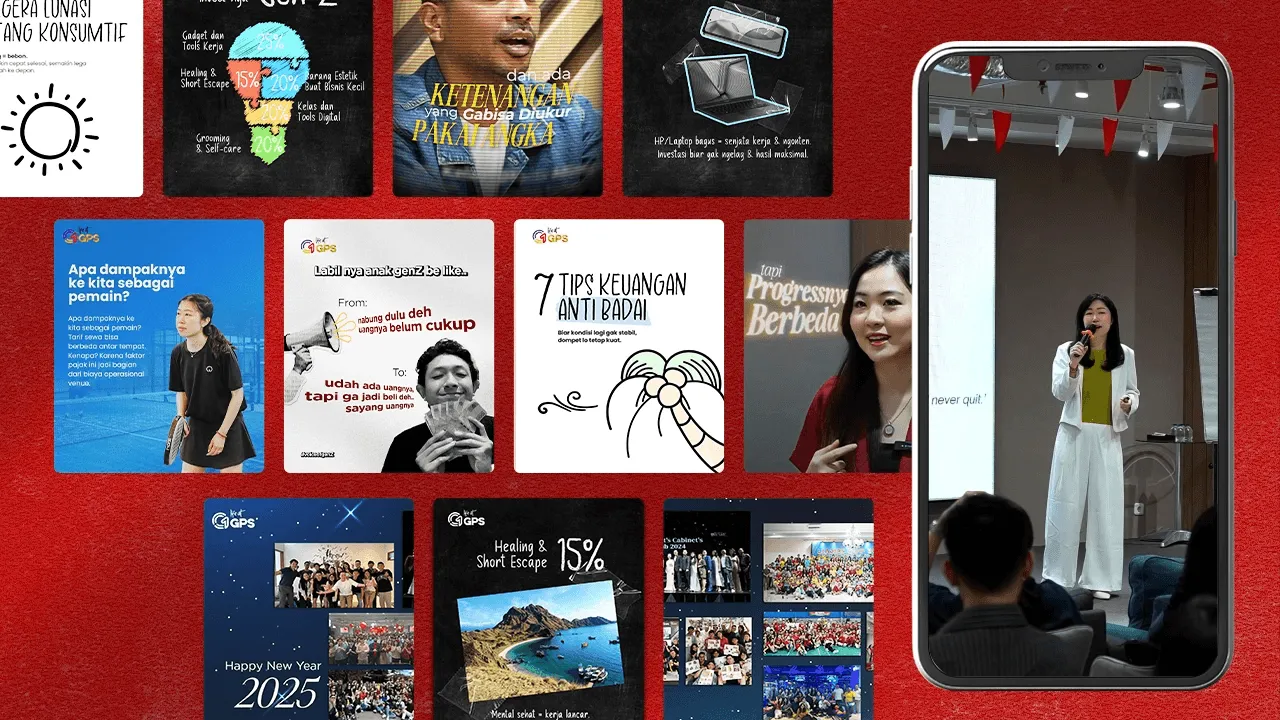 GERA LUNASI
TANG KONSUMTIF
= beban.
Gadget dan
Tools Kerja
25%
Healing &
Short Escape
15%
20%
Barang Estetik
Buat Bisnis Kecil
20%
Kelas dan
Tools Digital
Grooming
& Self-care
20%
dan ada
KETENANGAN
yang Gabisa Diukur
PAKAI ANGKA
HP/Laptop bagus = senjata kerja & ngonten.
Investasi biar gak ngelag & hasil maksimal.
GPS
Apa dampaknya
ke kita sebagai
pemain?
Apa dampaknya ke
kita sebagai pemain?
Tarif sewa bisa
berbeda antar tempat.
Kenapa? Karena faktor
pajak ini jadi bagian
dari biaya operasional
venue.
GPS
Labil nya anak genZ be like..
From:
nabung dulu deh
uangnya belum cukup
To:
udah ada uangnya,
tapi ga jadi beli deh..
sayang uangnya
GPS
7 TIPS KEUANGAN
ANTI BADAI
Biar kondisi lagi gak stabil,
dompet lo tetap kuat.
tapi
Progressnya
Berbeda
never quit.'
GPS
Happy New Year
2025
GPS
Healing &
Short Escape
15%
Mental sehat = kerja lancar.
t's Cabinet's
b 2024